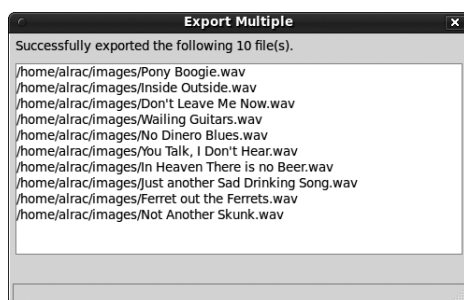 Export Multiple
Successfully exported the following 10 file(s).
/home/alrac/images/Pony Boogie.wav
/home/alrac/images/Inside Outside.wav
/home/alrac/images/Don't Leave Me Now.wav
/home/alrac/images/Wailing Guitars.wav
/home/alrac/images/No Dinero Blues.wav
/home/alrac/images/You Talk, I Don't Hear.wav
/home/alrac/images/In Heaven There is no Beer.wav
/home/alrac/images/Just another Sad Drinking Song.wav
/home/alrac/images/Ferret out the Ferrets.wav
/home/alrac/images/Not Another Skunk.wav